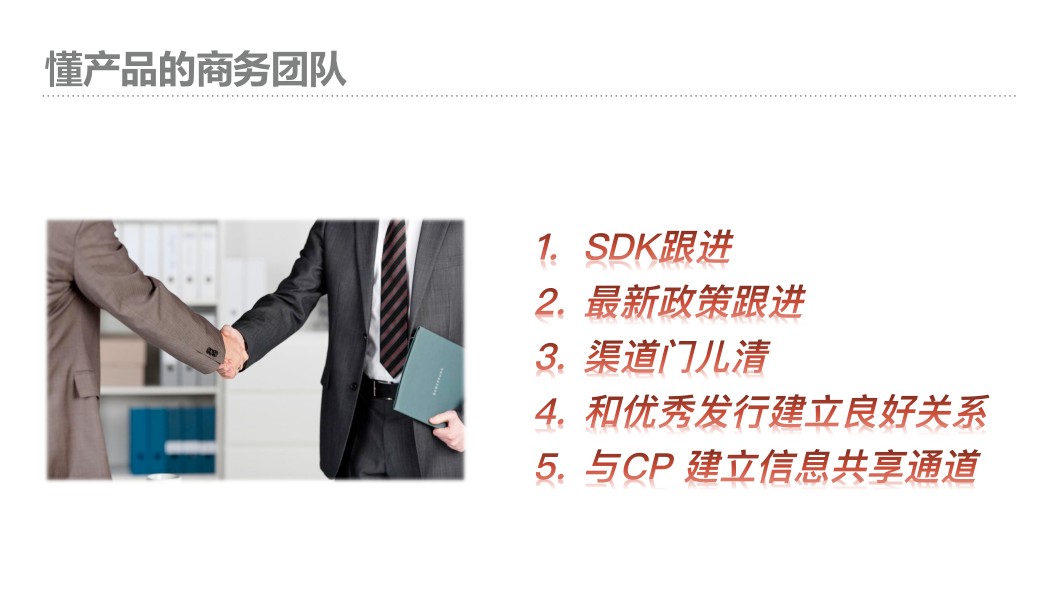 懂产品的商务团队
1. SDK跟进
2. 最新政策跟进
3. 渠道门儿清
4. 和优秀发行建立良好关系
5. 与CP 建立信息共享通道